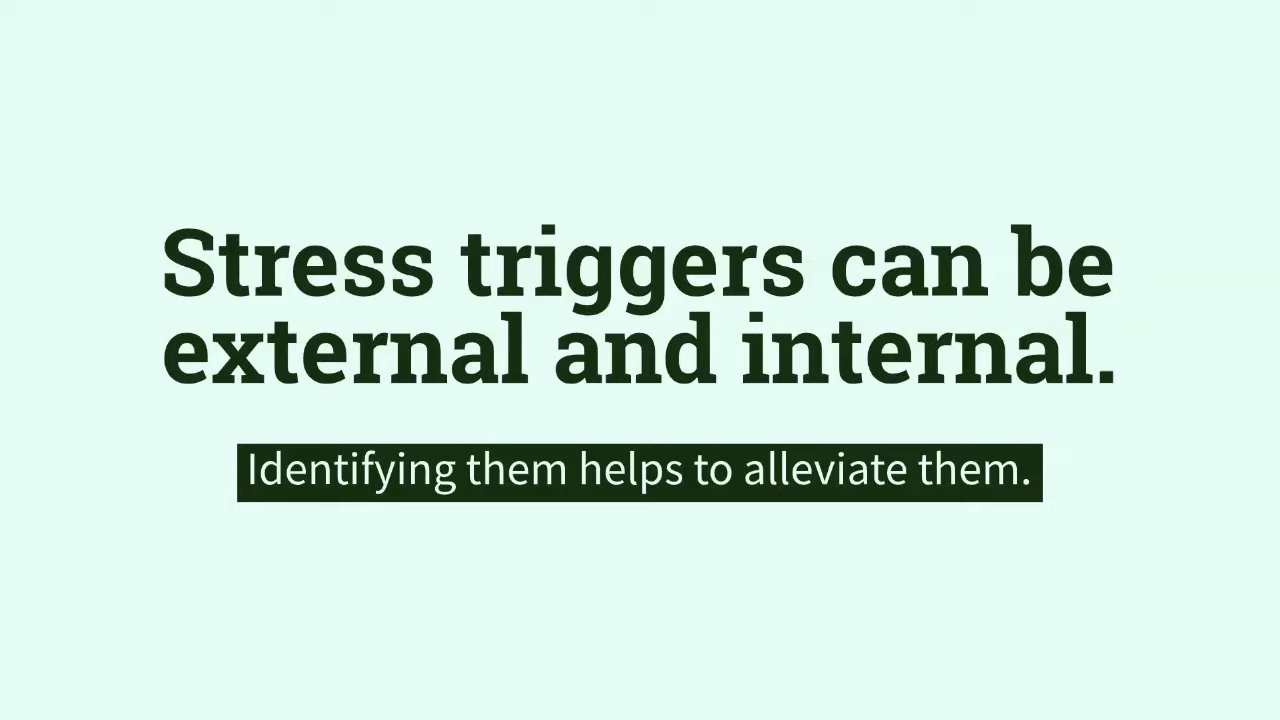 Stress triggers can be
external and internal.
Identifying them helps to alleviate them.